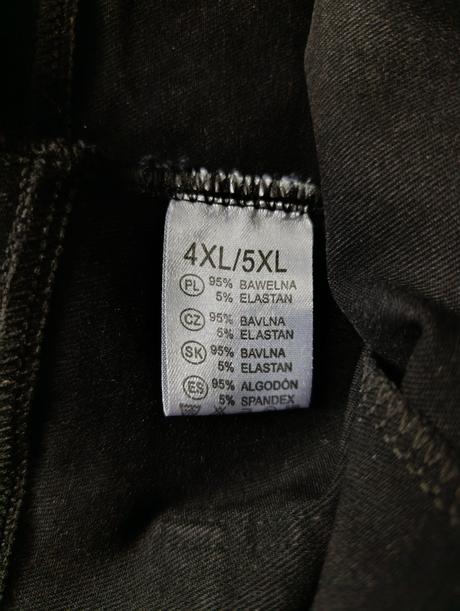 4XL/5XL
PL 95% BAWEŁNA
5% ELASTAN
CZ 95% BAVLNA
5% ELASTAN
SK 95% BAVLNA
5% ELASTAN
ES 95% ALGODÓN
5% SPANDEX